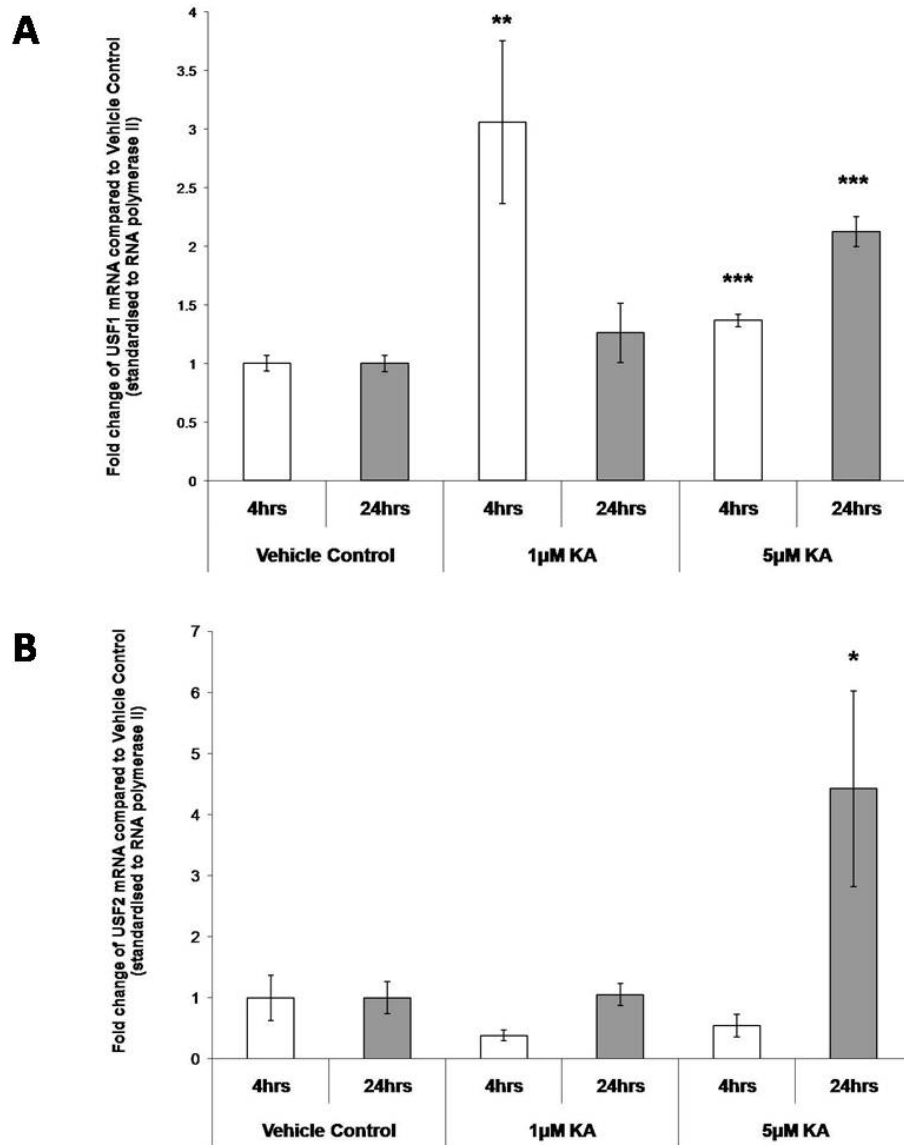 A
Fold change of USF1 mRNA compared to Vehicle Control
(standardised to RNA polymerase II)
4
3.5
3
2.5
2
1.5
1
0.5
0
**
***
***
4hrs 24hrs 4hrs 24hrs 4hrs 24hrs
Vehicle Control 1µM KA 5µM KA
B
Fold change of USF2 mRNA compared to Vehicle Control
(standardised to RNA polymerase II)
7
6
5
4
3
2
1
0
*
4hrs 24hrs 4hrs 24hrs 4hrs 24hrs
Vehicle Control 1µM KA 5µM KA